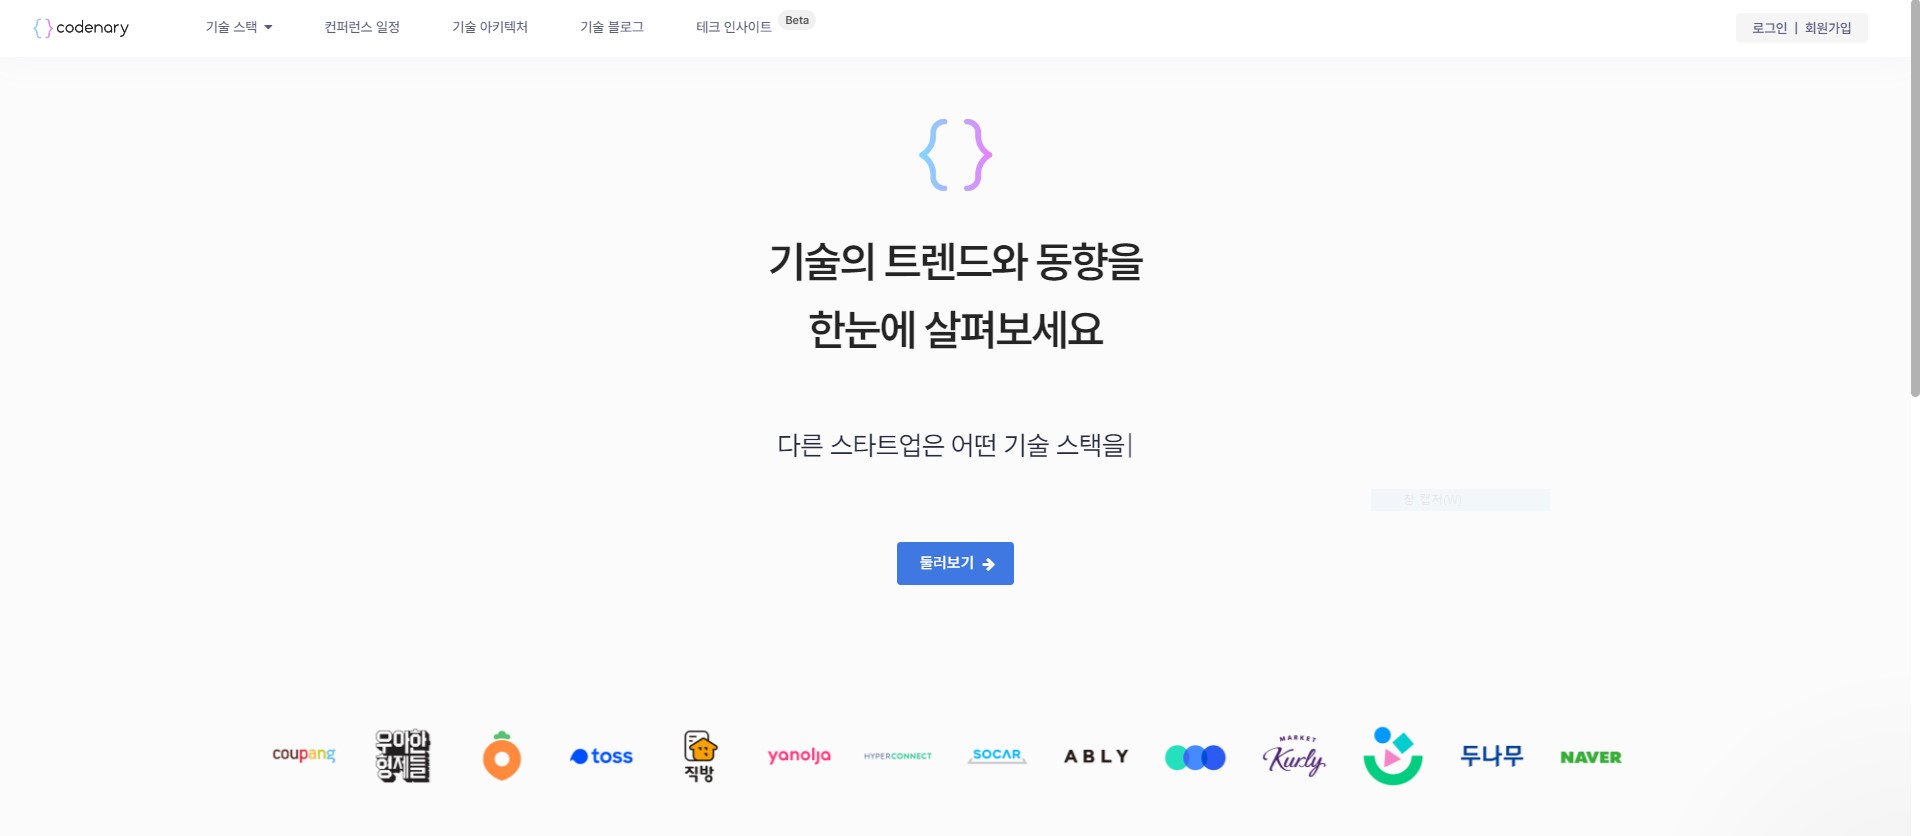 codenary
기술 스택
컨퍼런스 일정
기술 아키텍처
기술 블로그
테크 인사이트
Beta
로그인 | 회원가입
{ }
기술의 트렌드와 동향을
한눈에 살펴보세요
다른 스타트업은 어떤 기술 스택을|
창 캡처(W)
둘러보기
coupang
우아한
형제들
toss
직방
yanolja
HYPERCONNECT
SOCAR
ABLY
MARKET
Kurly
두나무
NAVER